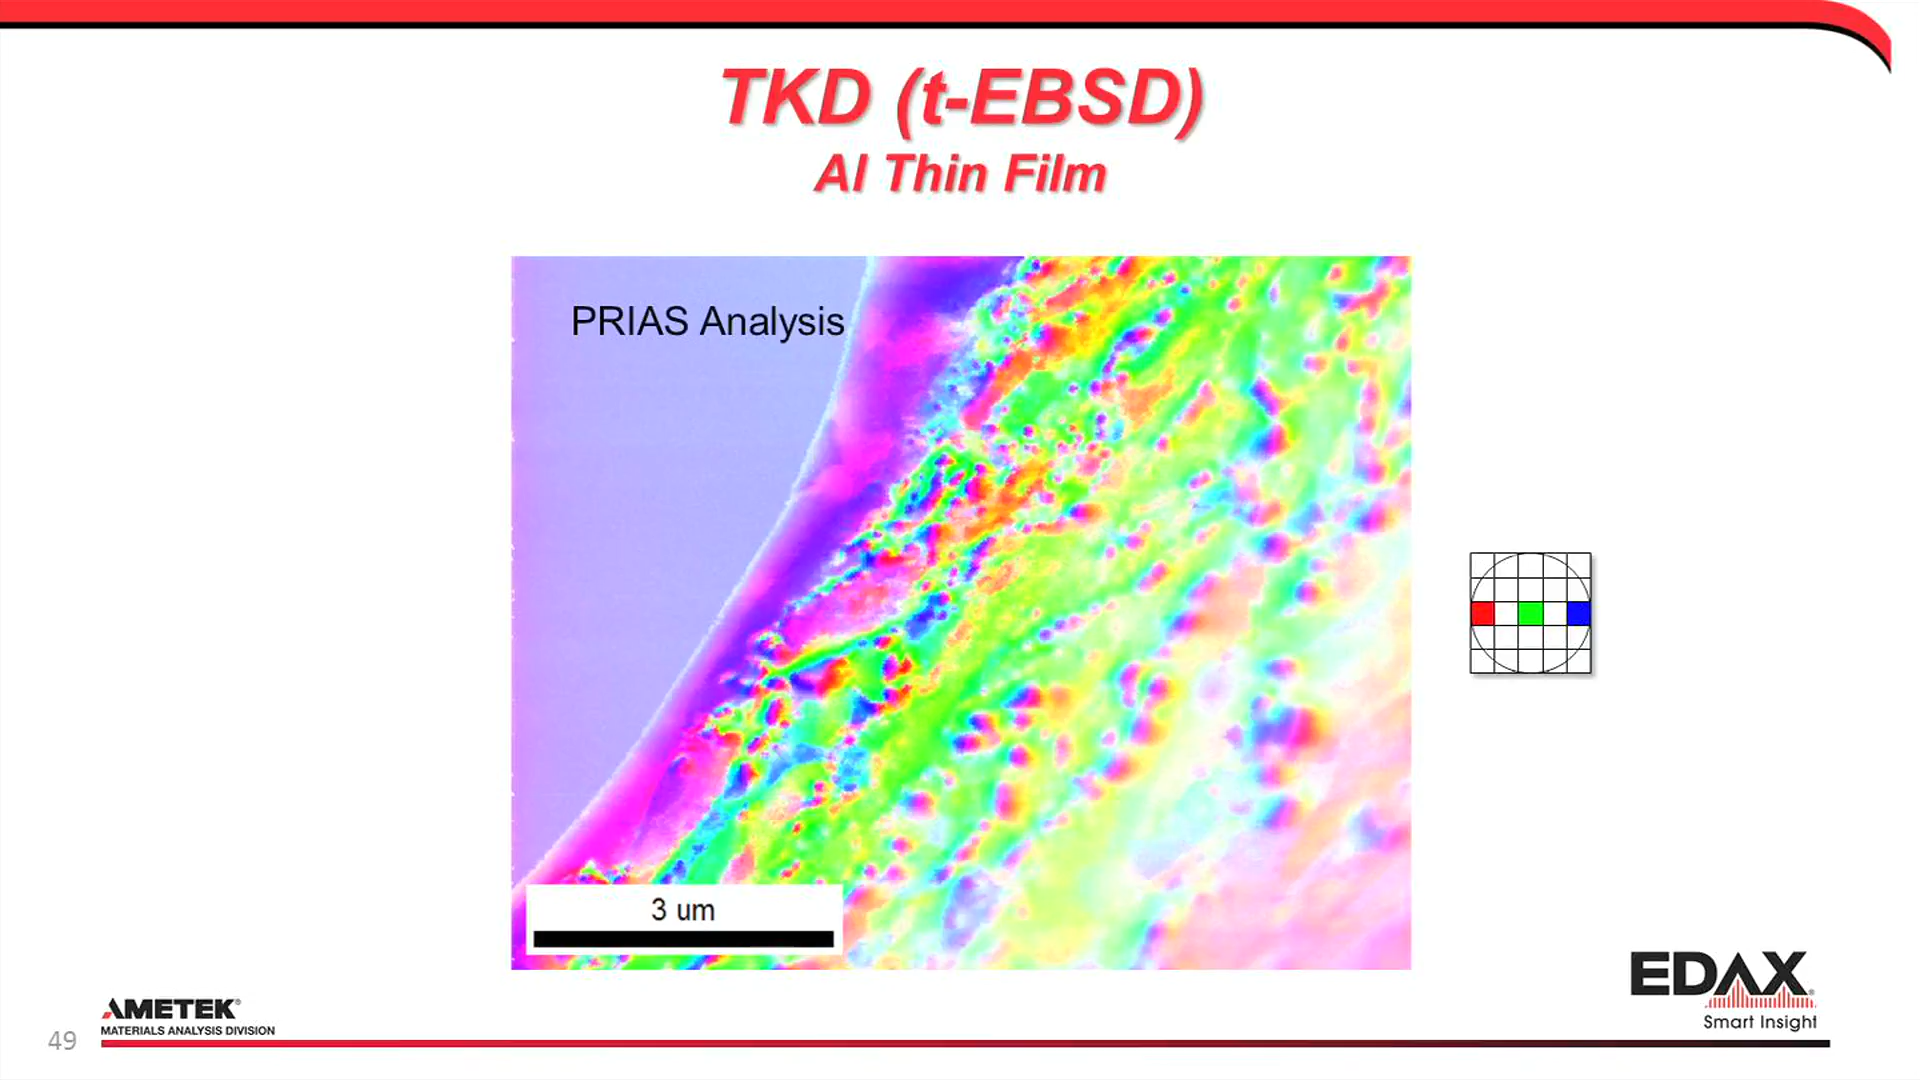 TKD (t-EBSD)
Al Thin Film
PRIAS Analysis
3 um
EDAX
Smart Insight
AMETEK®
MATERIALS ANALYSIS DIVISION
49